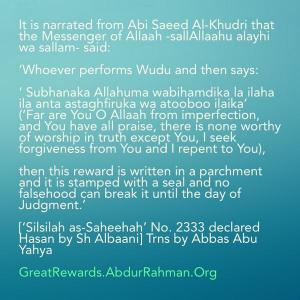 It is narrated from Abi Saeed Al-Khudri that
the Messenger of Allaah -sallAllaahu alayhi
wa sallam- said:
‘Whoever performs Wudu and then says:
‘ Subhanaka Allahuma wabihamdika la ilaha
ila anta astaghfiruka wa atooboo ilaika’
(‘Far are You O Allaah from imperfection,
and You have all praise, there is none worthy
of worship in truth except You, I seek
forgiveness from You and I repent to You),
then this reward is written in a parchment
and it is stamped with a seal and no
falsehood can break it until the day of
Judgment.’
[‘Silsilah as-Saheehah’ No. 2333 declared
Hasan by Sh Albaani] Trns by Abbas Abu
Yahya
GreatRewards.AbdurRahman.Org